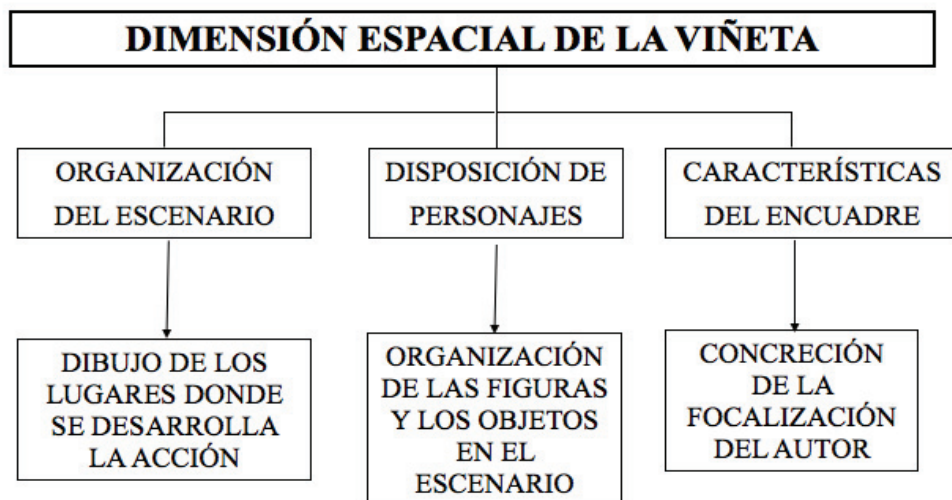 DIMENSIÓN ESPACIAL DE LA VIÑETA
ORGANIZACIÓN
DEL ESCENARIO
DISPOSICIÓN DE
PERSONAJES
CARACTERÍSTICAS
DEL ENCUADRE
DIBUJO DE LOS
LUGARES DONDE
SE DESARROLLA
LA ACCIÓN
ORGANIZACIÓN
DE LAS FIGURAS
Y LOS OBJETOS
EN EL
ESCENARIO
CONCRECIÓN
DE LA
FOCALIZACIÓN
DEL AUTOR